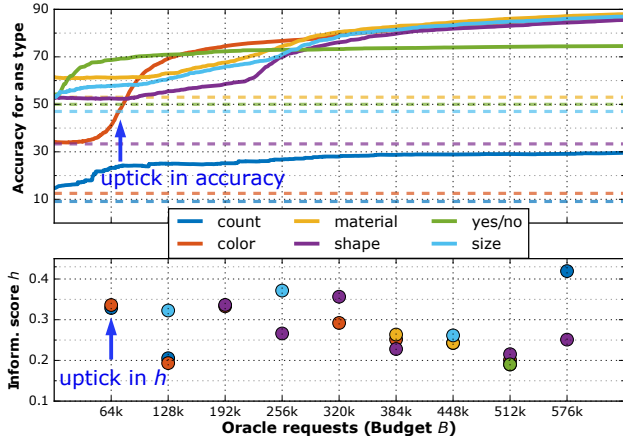 90
70
50
30
10
Accuracy for ans type
uptick in accuracy
count
material
yes/no
color
shape
size
0.4
0.3
0.2
0.1
Inform. score h
uptick in h
64k 128k 192k 256k 320k 384k 448k 512k 576k
Oracle requests (Budget B)